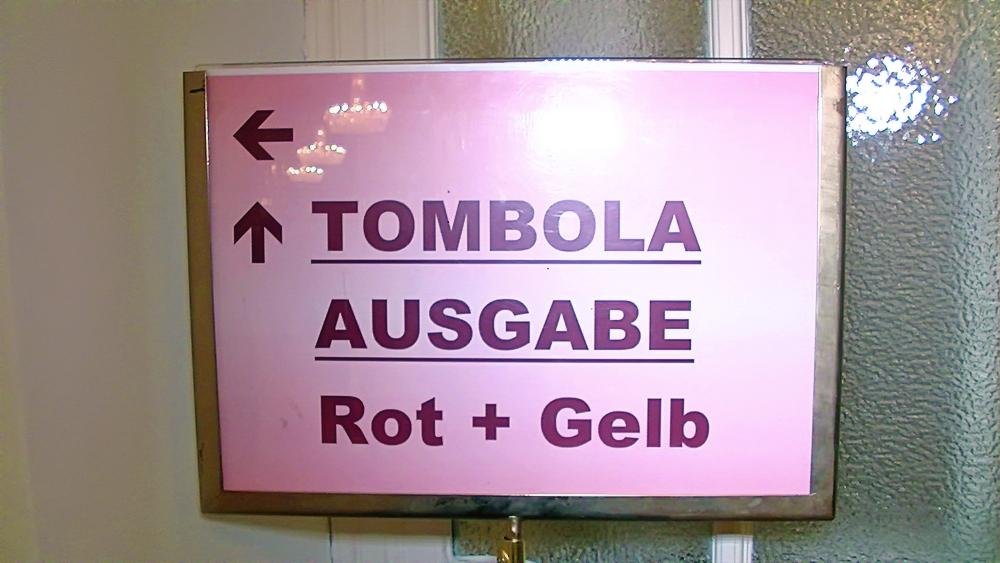 TOMBOLA
AUSGABE
Rot + Gelb